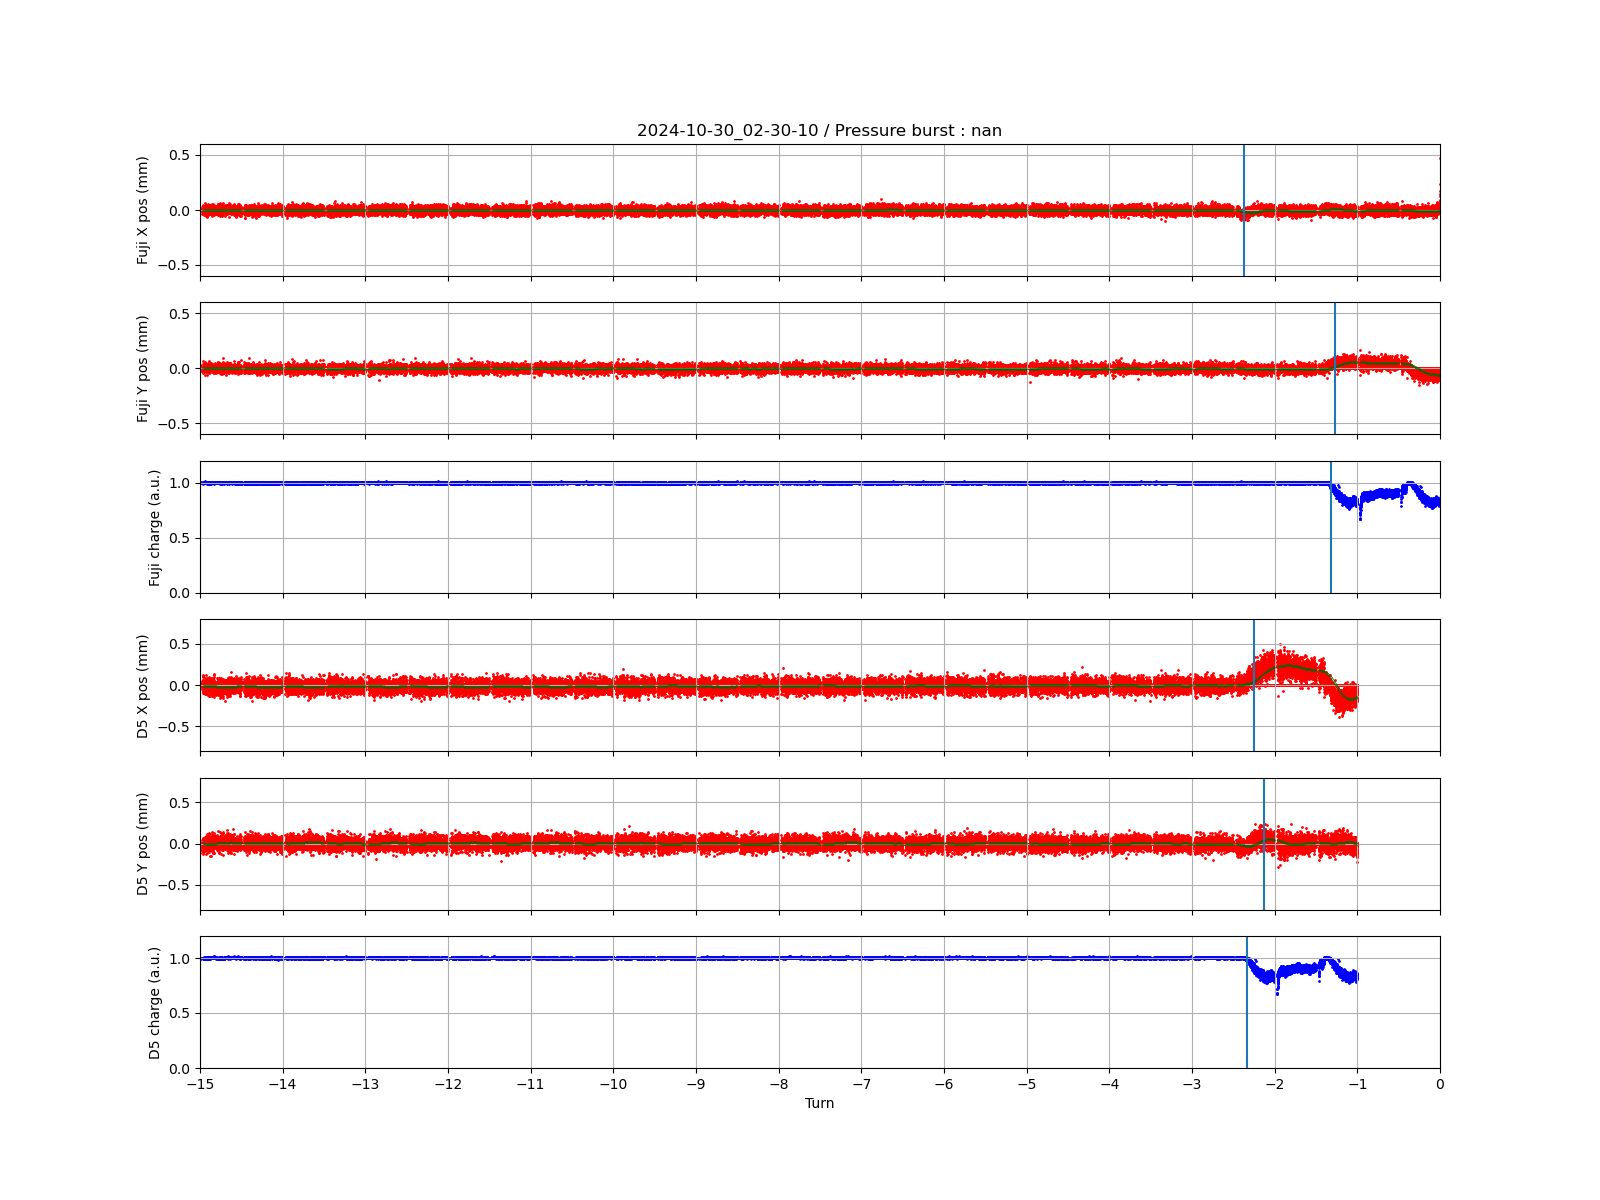 2024-10-30_02-30-10 / Pressure burst : nan
Fuji X pos (mm)
0.5
0.0
−0.5
Fuji Y pos (mm)
0.5
0.0
−0.5
Fuji charge (a.u.)
1.0
0.5
0.0
D5 X pos (mm)
0.5
0.0
−0.5
D5 Y pos (mm)
0.5
0.0
−0.5
D5 charge (a.u.)
1.0
0.5
0.0
−15 −14 −13 −12 −11 −10 −9 −8 −7 −6 −5 −4 −3 −2 −1 0
Turn